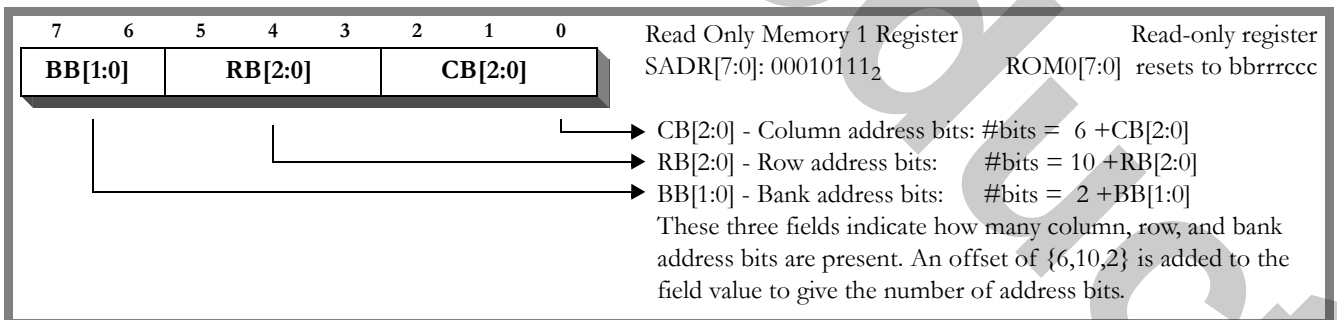 7 6 5 4 3 2 1 0
BB[1:0] RB[2:0] CB[2:0]
Read Only Memory 1 Register Read-only register
SADR[7:0]: 00010111₂ ROM0[7:0] resets to bbrrrccc
CB[2:0] - Column address bits: #bits = 6 +CB[2:0]
RB[2:0] - Row address bits: #bits = 10 +RB[2:0]
BB[1:0] - Bank address bits: #bits = 2 +BB[1:0]
These three fields indicate how many column, row, and bank
address bits are present. An offset of {6,10,2} is added to the
field value to give the number of address bits.